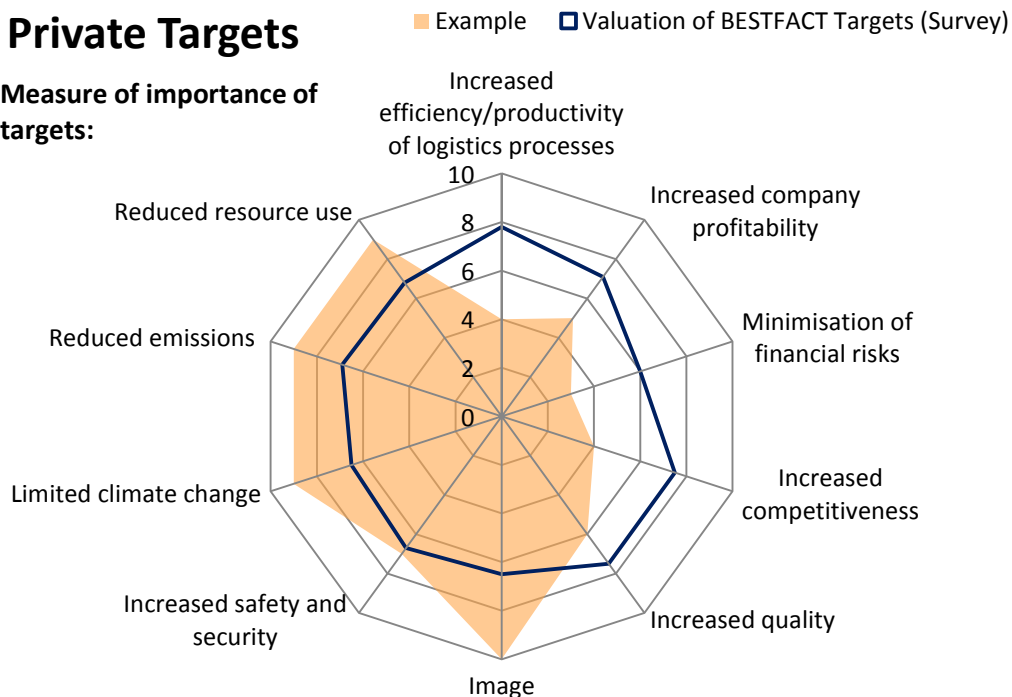 Private Targets
Example
Valuation of BESTFACT Targets (Survey)
Measure of importance of
targets:
Increased
efficiency/productivity
of logistics processes
Increased company
profitability
Minimisation of
financial risks
Increased
competitiveness
Increased quality
Image
Increased safety and
security
Limited climate change
Reduced emissions
Reduced resource use
10
8
6
4
2
0